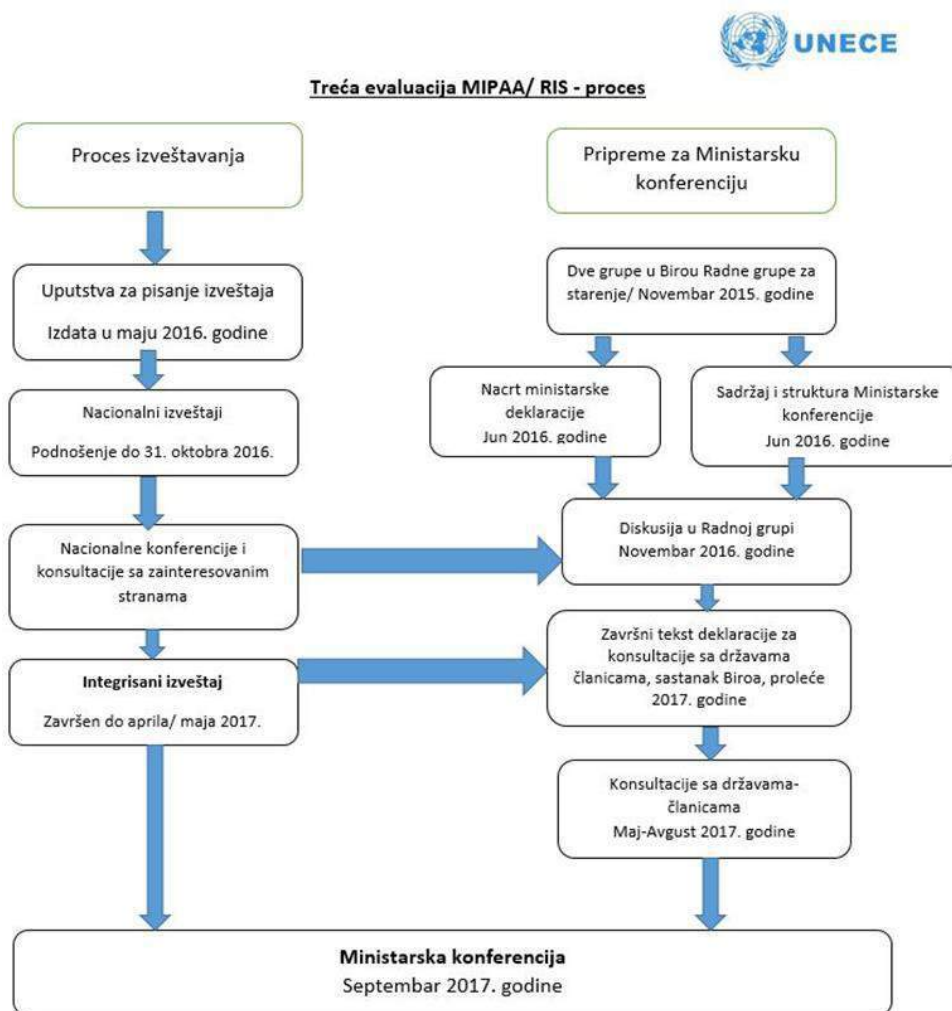 UNECE
Treća evaluacija MIPAA/ RIS - proces
Proces izveštavanja
Uputstva za pisanje izveštaja
Izdata u maju 2016. godine
Nacionalni izveštaji
Podnošenje do 31. oktobra 2016.
Nacionalne konferencije i
konsultacije sa zainteresovanim
stranama
Integrisani izveštaj
Završen do aprila/ maja 2017.
Pripreme za Ministarsku
konferenciju
Dve grupe u Birou Radne grupe za
starenje/ Novembar 2015. godine
Nacrt ministarske
deklaracije
Jun 2016. godine
Sadržaj i struktura Ministarske
konferencije
Jun 2016. godine
Diskusija u Radnoj grupi
Novembar 2016. godine
Završni tekst deklaracije za
konsultacije sa državama
članicama, sastanak Biroa, proleće
2017. godine
Konsultacije sa državama-
članicama
Maj-Avgust 2017. godine
Ministarska konferencija
Septembar 2017. godine